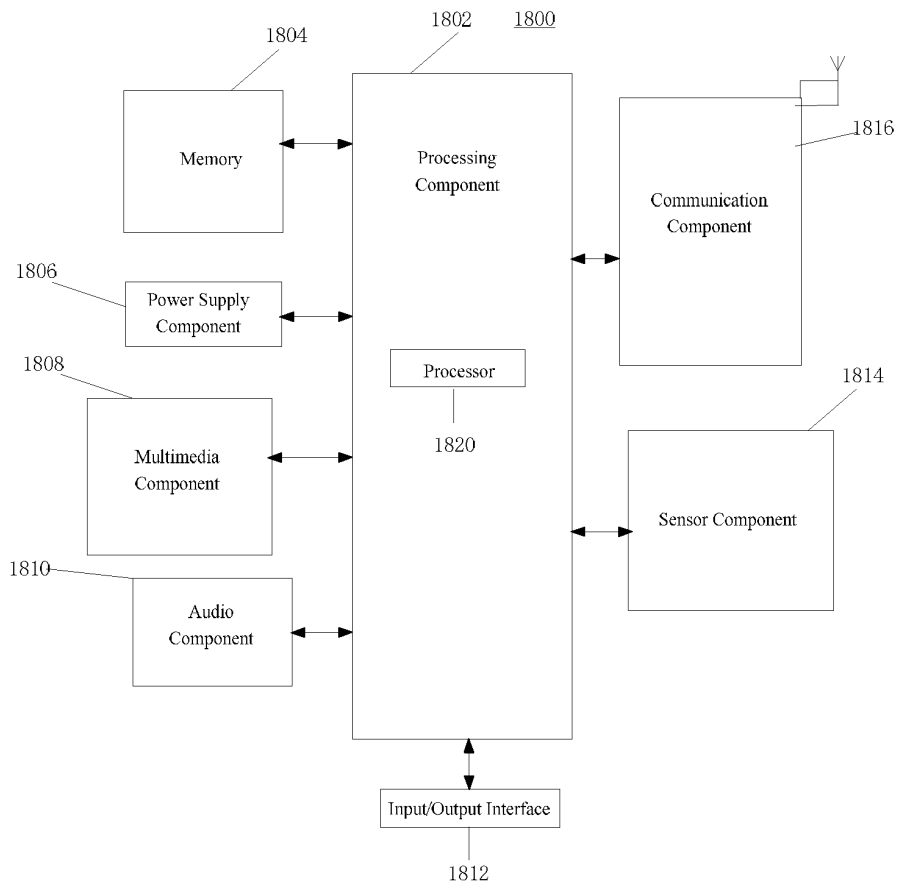 1802
1800
1804
1816
Memory
Processing
Component
Communication
Component
1806
Power Supply
Component
1808
Processor
1814
1820
Multimedia
Component
Sensor Component
1810
Audio
Component
Input/Output Interface
1812